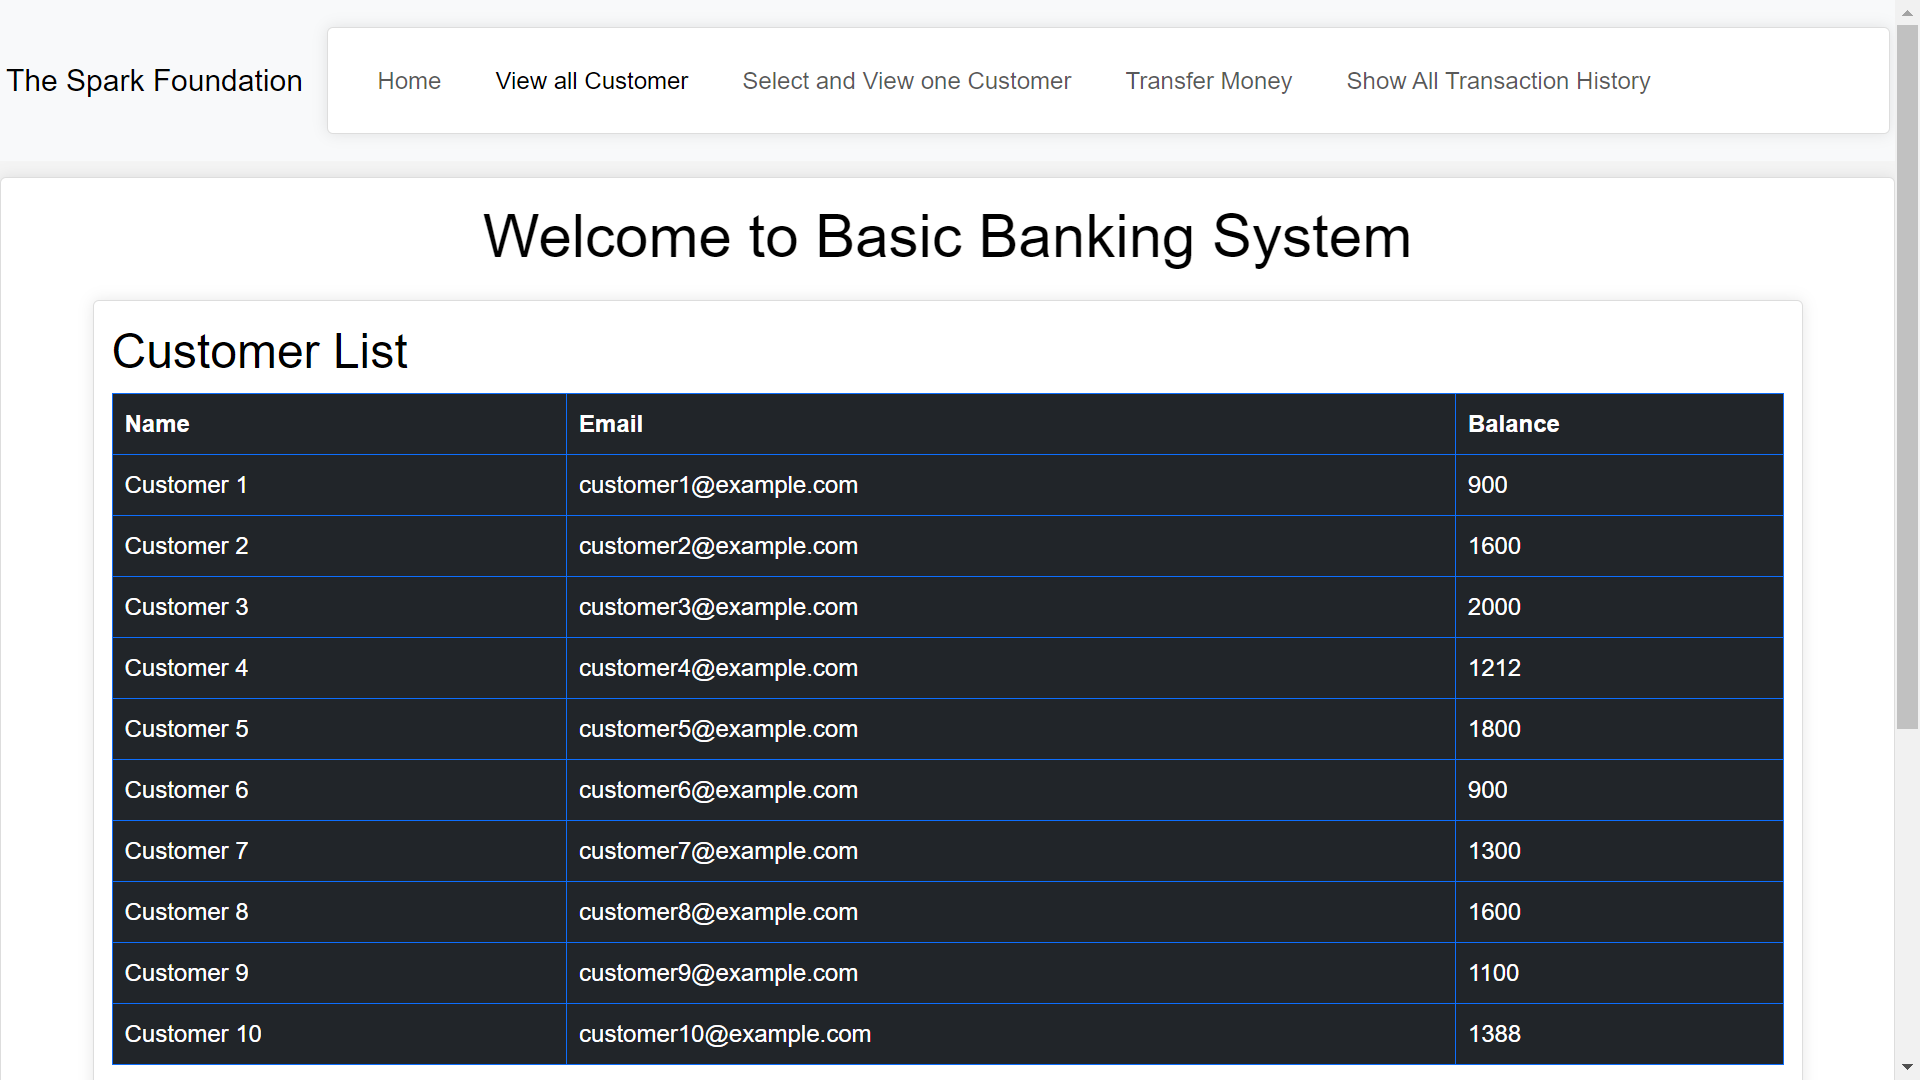 The Spark Foundation
Home View all Customer Select and View one Customer Transfer Money Show All Transaction History
Welcome to Basic Banking System
Customer List
Name Email Balance
Customer 1 customer1@example.com 900
Customer 2 customer2@example.com 1600
Customer 3 customer3@example.com 2000
Customer 4 customer4@example.com 1212
Customer 5 customer5@example.com 1800
Customer 6 customer6@example.com 900
Customer 7 customer7@example.com 1300
Customer 8 customer8@example.com 1600
Customer 9 customer9@example.com 1100
Customer 10 customer10@example.com 1388